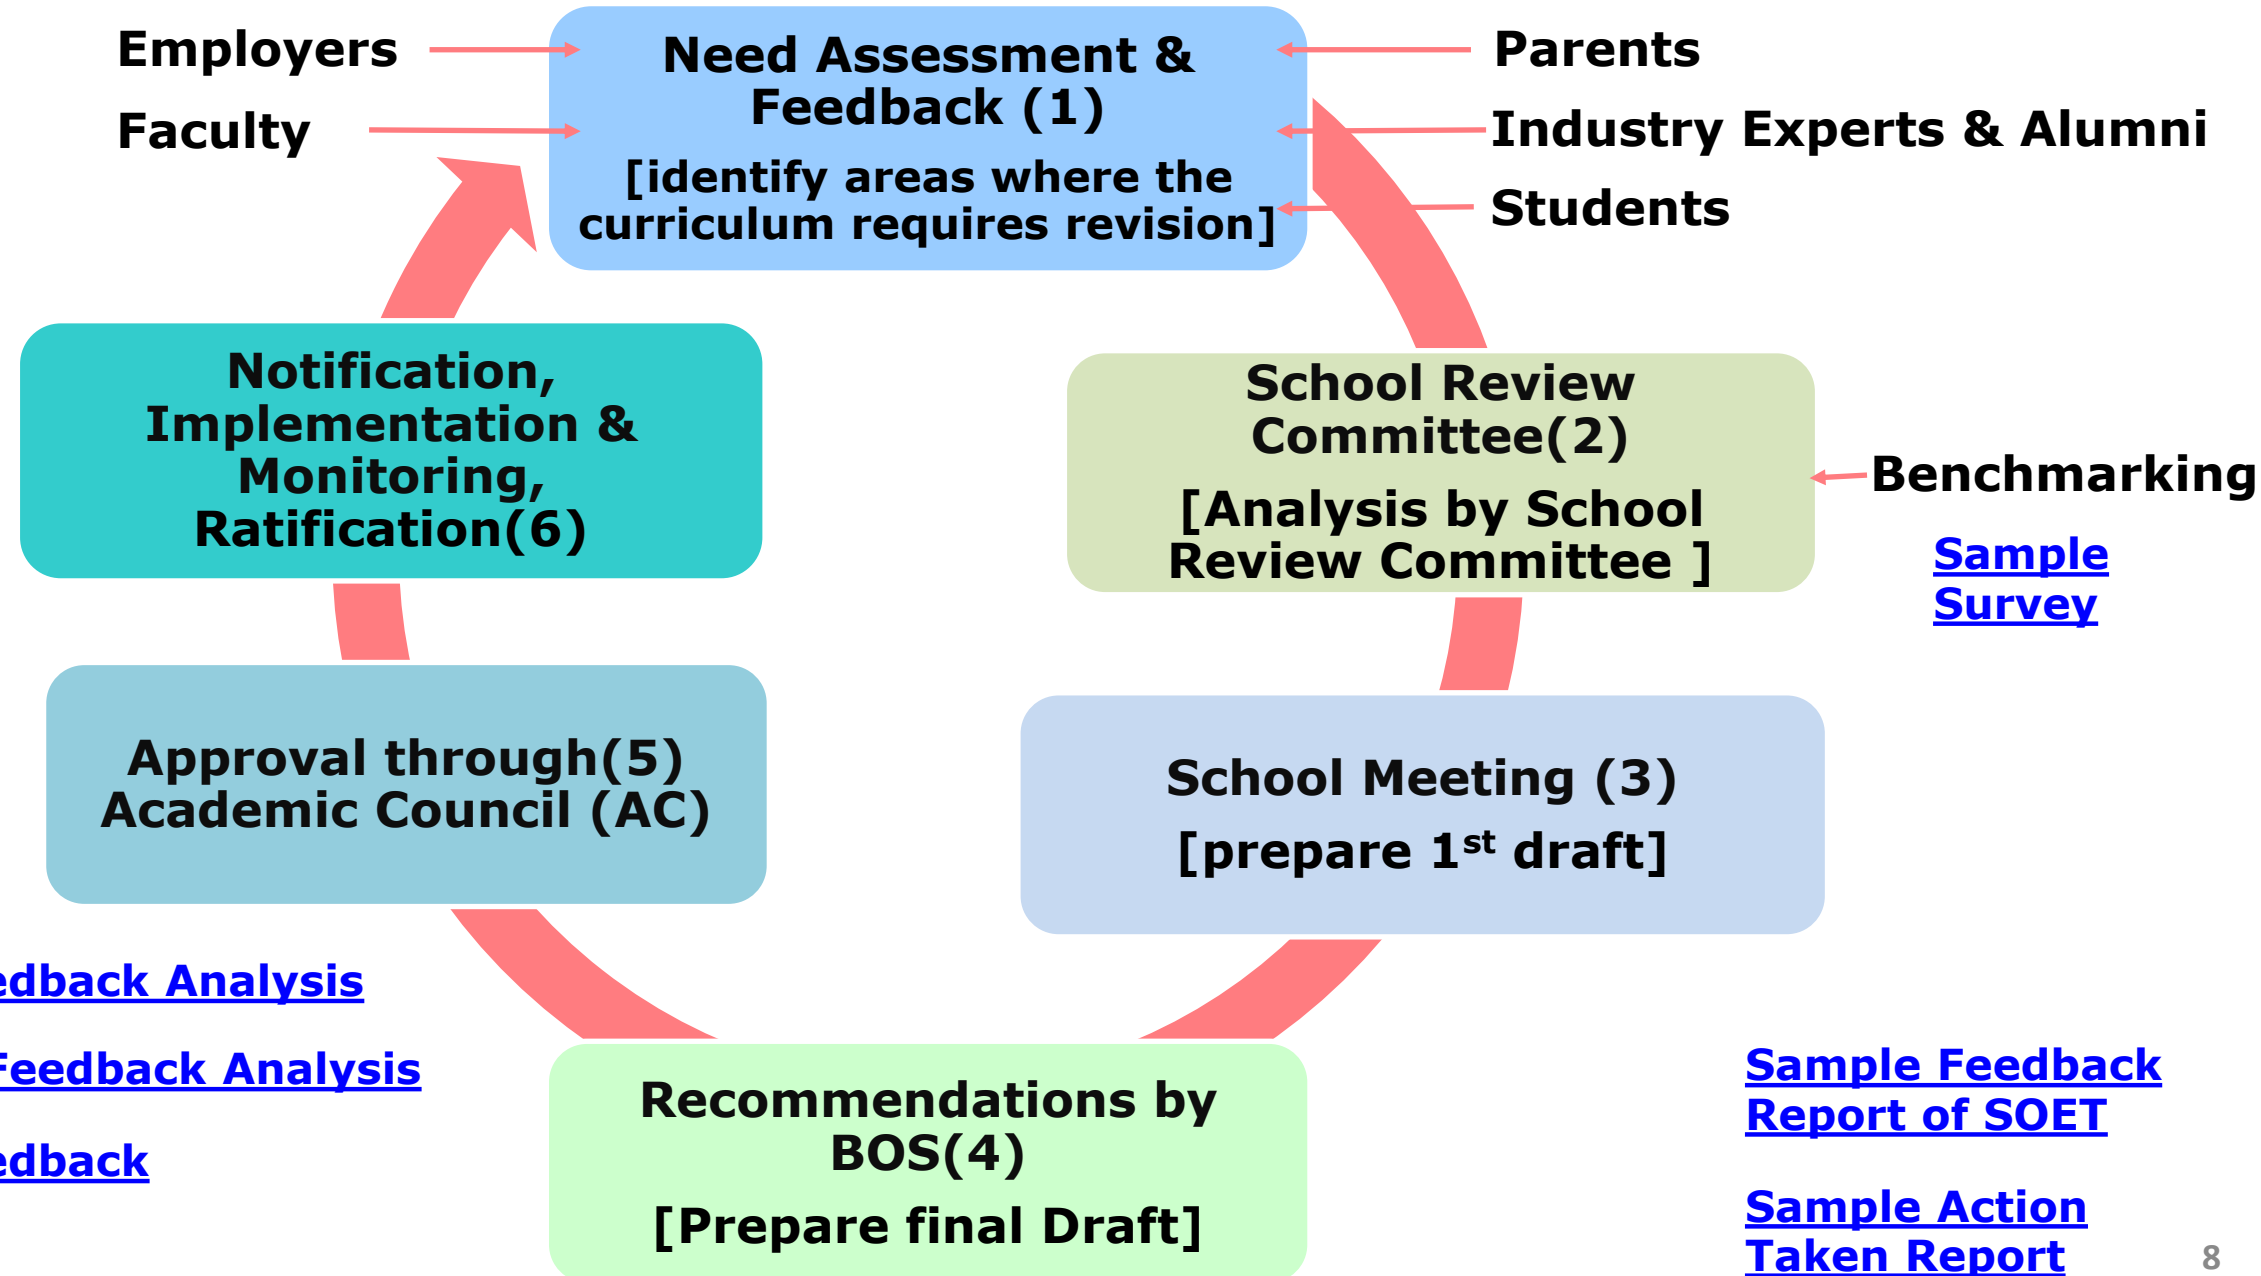 Employers
Faculty
Need Assessment &
Feedback (1)
[identify areas where the
curriculum requires revision]
Parents
Industry Experts & Alumni
Students
Notification,
Implementation &
Monitoring,
Ratification(6)
School Review
Committee(2)
[Analysis by School
Review Committee ]
Benchmarking
Sample
Survey
Approval through(5)
Academic Council (AC)
School Meeting (3)
[prepare 1st draft]
Analysis
Feedback Analysis
Recommendations by
BOS(4)
[Prepare final Draft]
Sample Feedback
Report of SOET
Sample Action
Taken Report
8